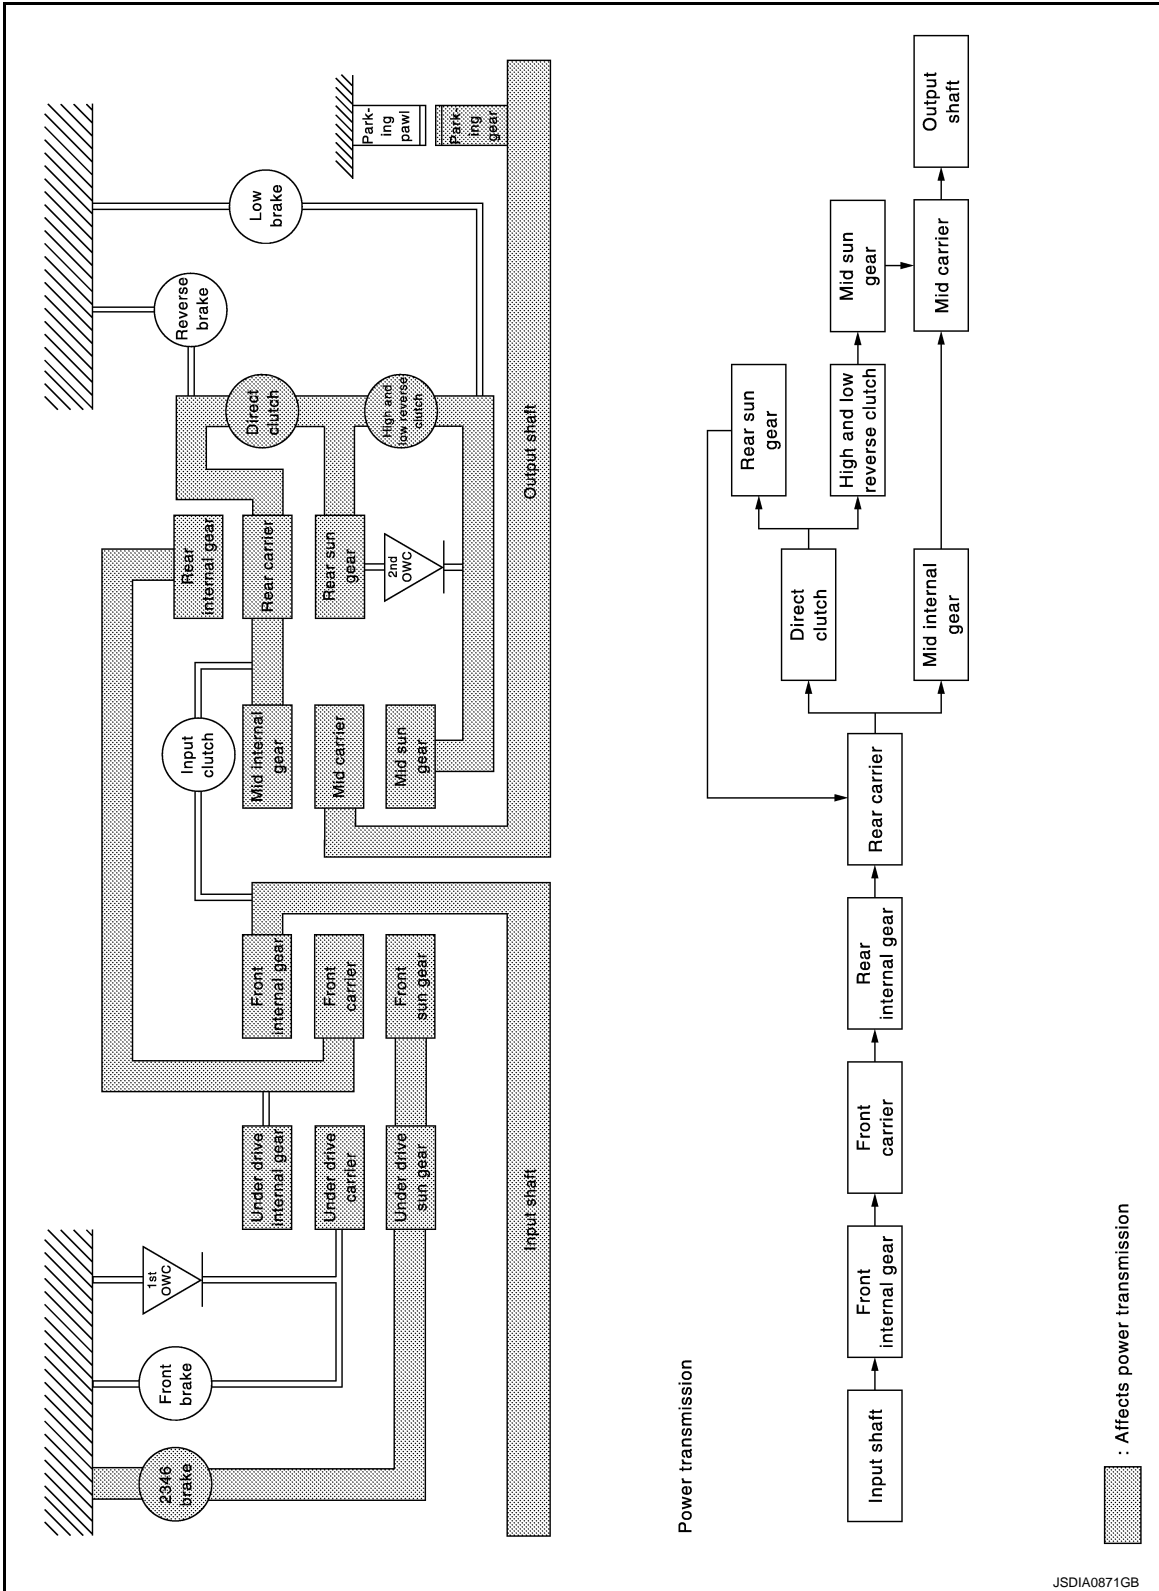 2346
brake
Front
brake
1st
OWC
Under drive
internal gear
Under drive
carrier
Under drive
sun gear
Front
internal gear
Front
carrier
Front
sun gear
Input
clutch
Mid internal
gear
Mid carrier
Mid sun
gear
Rear
internal gear
Rear carrier
Rear sun
gear
2nd
OWC
Reverse
brake
Direct
clutch
High and
low reverse
clutch
Low
brake
Park-
ing
pawl
Park-
ing
gear
Input shaft
Output shaft
Power transmission
Input shaft
Front
internal gear
Front
carrier
Rear
internal gear
Rear carrier
Direct
clutch
Rear sun
gear
High and low
reverse clutch
Mid sun
gear
Mid internal
gear
Mid carrier
Output
shaft
: Affects power transmission
JSDIA0871GB